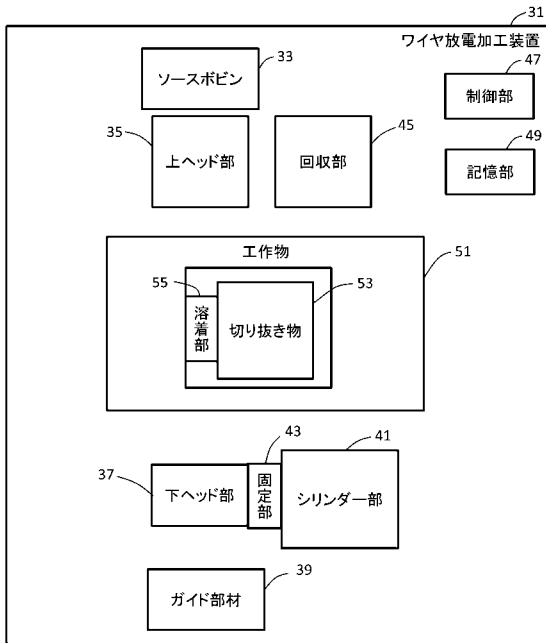 31
ワイヤ放電加工装置
33
ソースボビン
47
制御部
35
上ヘッド部
45
回収部
49
記憶部
工作物
51
55
53
溶着部
切り抜き物
43
41
37
下ヘッド部
固定部
シリンダー部
ガイド部材
39